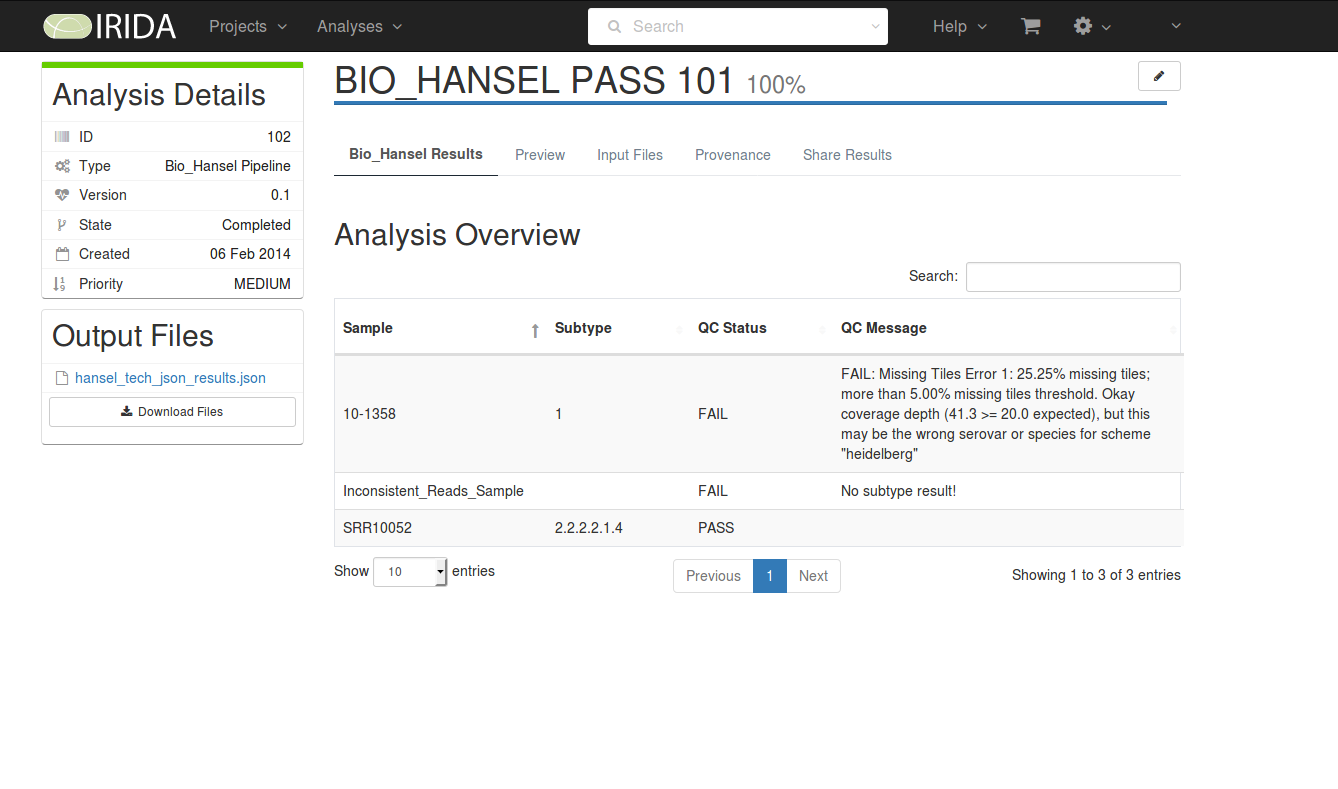 IRIDA Projects Analyses Search Help
Analysis Details
ID 102
Type Bio_Hansel Pipeline
Version 0.1
State Completed
Created 06 Feb 2014
Priority MEDIUM
Output Files
hansel_tech_json_results.json
Download Files
BIO_HANSEL PASS 101 100%
Bio_Hansel Results Preview Input Files Provenance Share Results
Analysis Overview
Search:
Sample Subtype QC Status QC Message
10-1358 1 FAIL FAIL: Missing Tiles Error 1: 25.25% missing tiles;
more than 5.00% missing tiles threshold. Okay
coverage depth (41.3 >= 20.0 expected), but this
may be the wrong serovar or species for scheme
"heidelberg"
Inconsistent_Reads_Sample FAIL No subtype result!
SRR10052 2.2.2.2.1.4 PASS
Show 10 entries Previous 1 Next Showing 1 to 3 of 3 entries